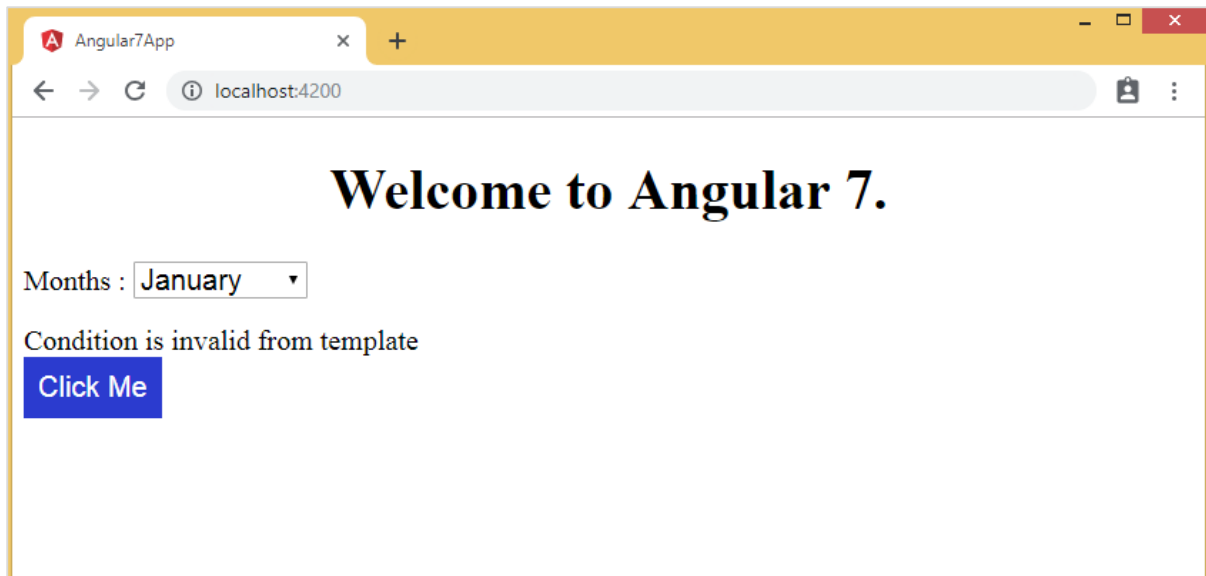 Angular7App
localhost:4200
Welcome to Angular 7.
Months : January
Condition is invalid from template
Click Me